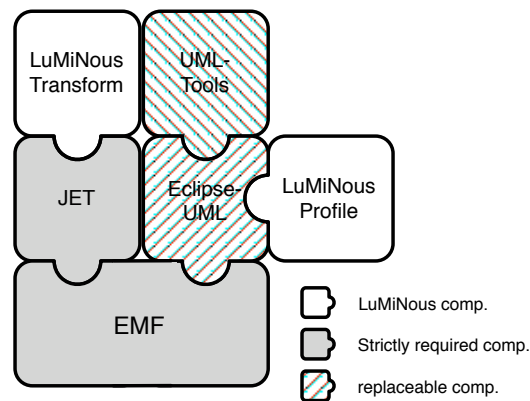 LuMiNous
Transform
UML-
Tools
JET
Eclipse-
UML
LuMiNous
Profile
EMF
LuMiNous comp.
Strictly required comp.
replaceable comp.